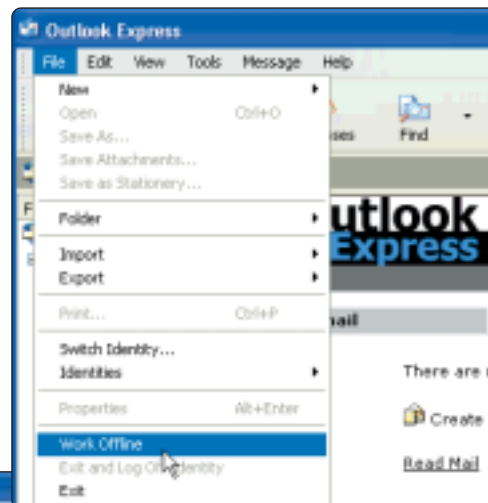 Outlook Express
File Edit View Tools Message Help
New
Open Ctrl+O
Save As...
Save Attachments...
Save as Stationery...
Find
Folder
Import
Export
Print... Ctrl+P
Switch Identity...
Identities
Properties Alt+Enter
Work Offline
Exit and Log Off Identity
Exit
sses
utlook
Express
ail
There are
Create
Read Mail